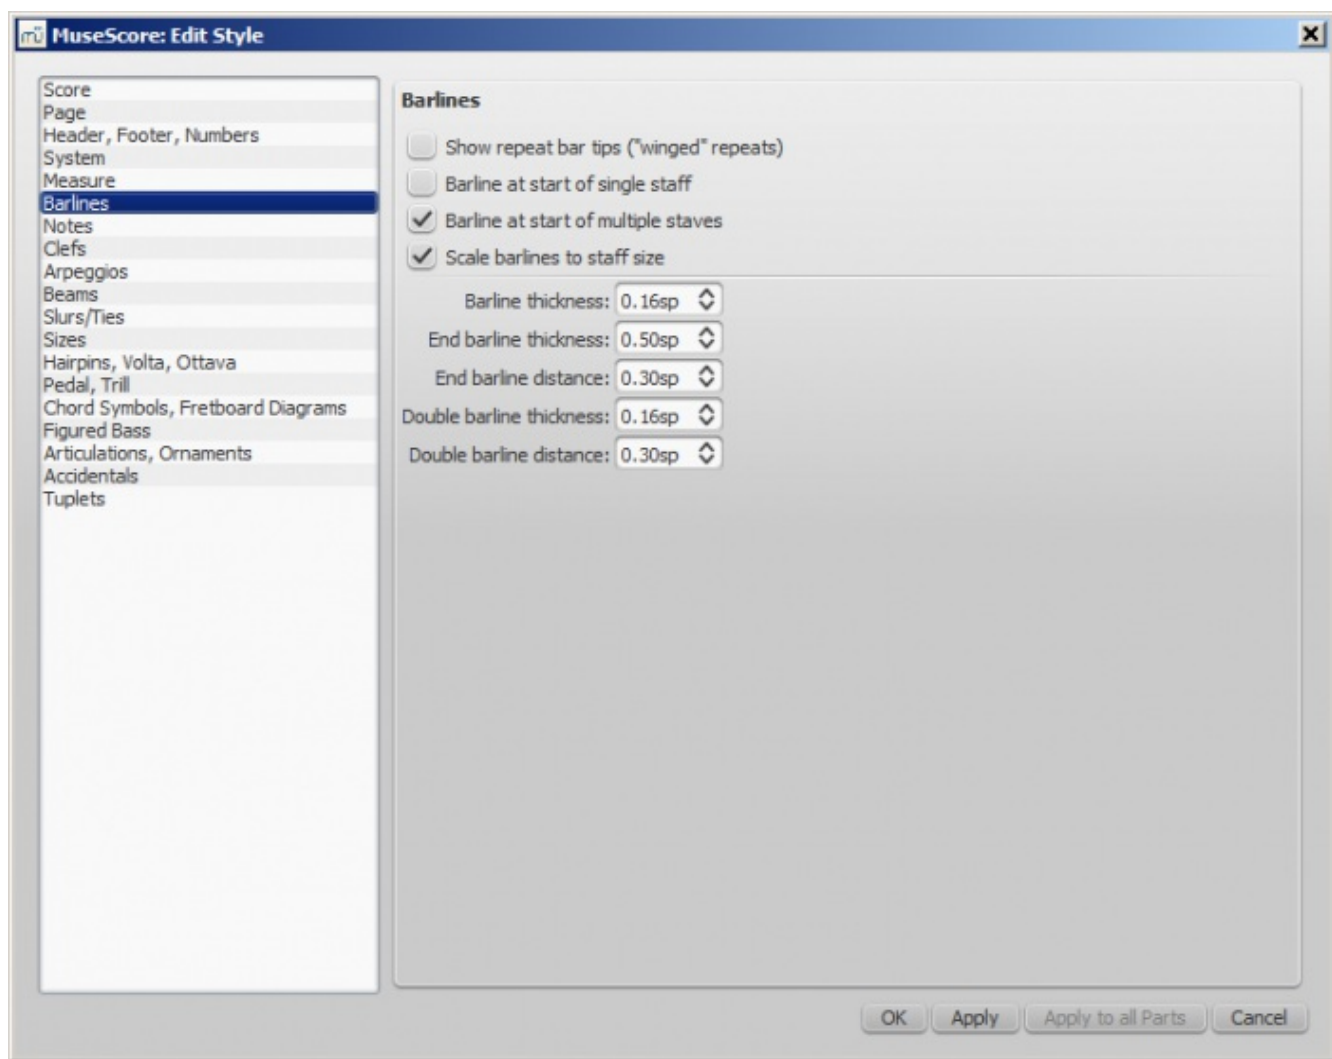 mü MuseScore: Edit Style
Score
Page
Header, Footer, Numbers
System
Measure
Barlines
Notes
Clefs
Arpeggios
Beams
Slurs/Ties
Sizes
Hairpins, Volta, Ottava
Pedal, Trill
Chord Symbols, Fretboard Diagrams
Figured Bass
Articulations, Ornaments
Accidentals
Tuplets
Barlines
Show repeat bar tips ("winged" repeats)
Barline at start of single staff
Barline at start of multiple staves
Scale barlines to staff size
Barline thickness: 0.16sp
End barline thickness: 0.50sp
End barline distance: 0.30sp
Double barline thickness: 0.16sp
Double barline distance: 0.30sp
OK Apply Apply to all Parts Cancel